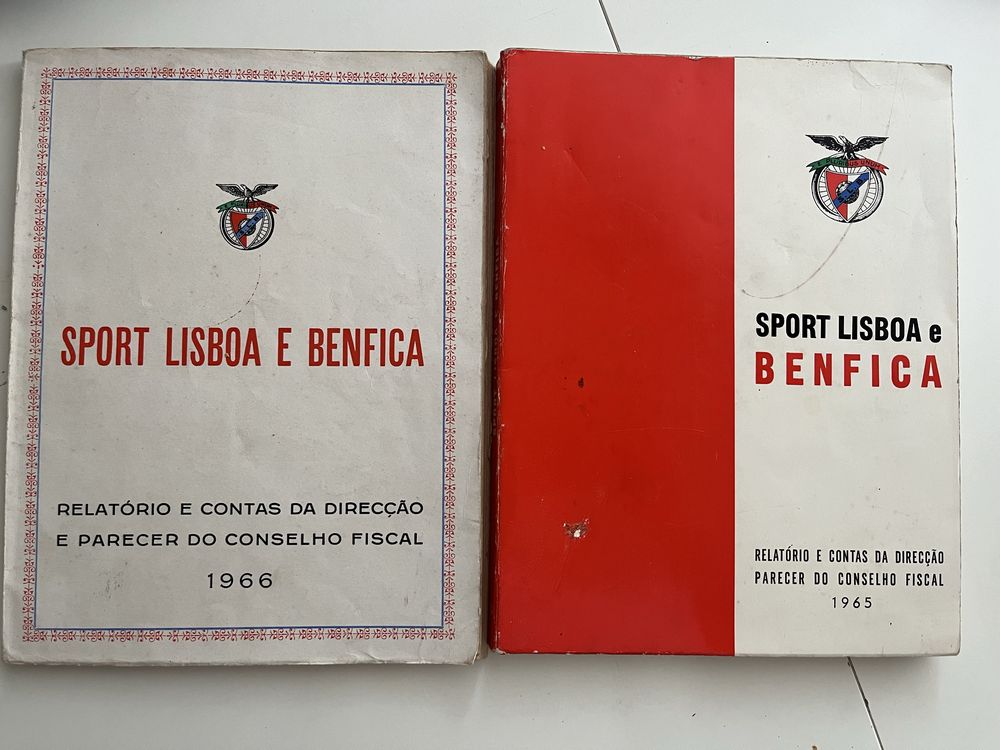 SPORT LISBOA E BENFICA
RELATÓRIO E CONTAS DA DIRECÇÃO
E PARECER DO CONSELHO FISCAL
1966
SPORT LISBOA e
BENFICA
RELATÓRIO E CONTAS DA DIRECÇÃO
PARECER DO CONSELHO FISCAL
1965